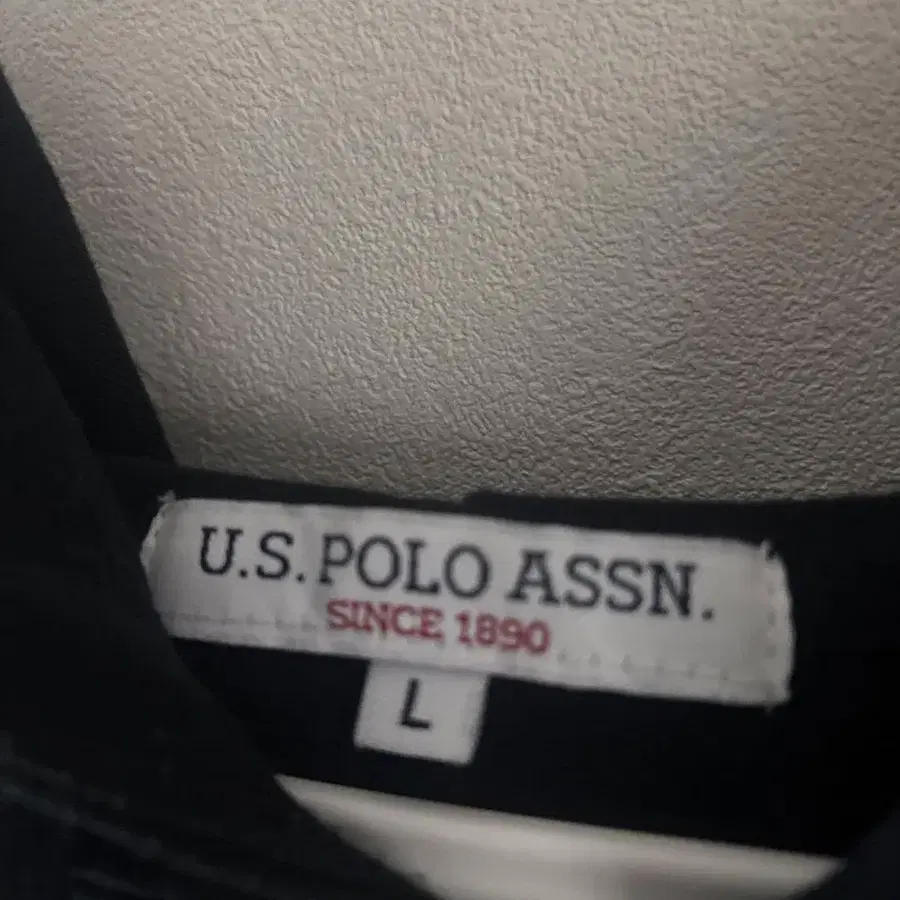 U.S. POLO ASSN.
SINCE 1890
L